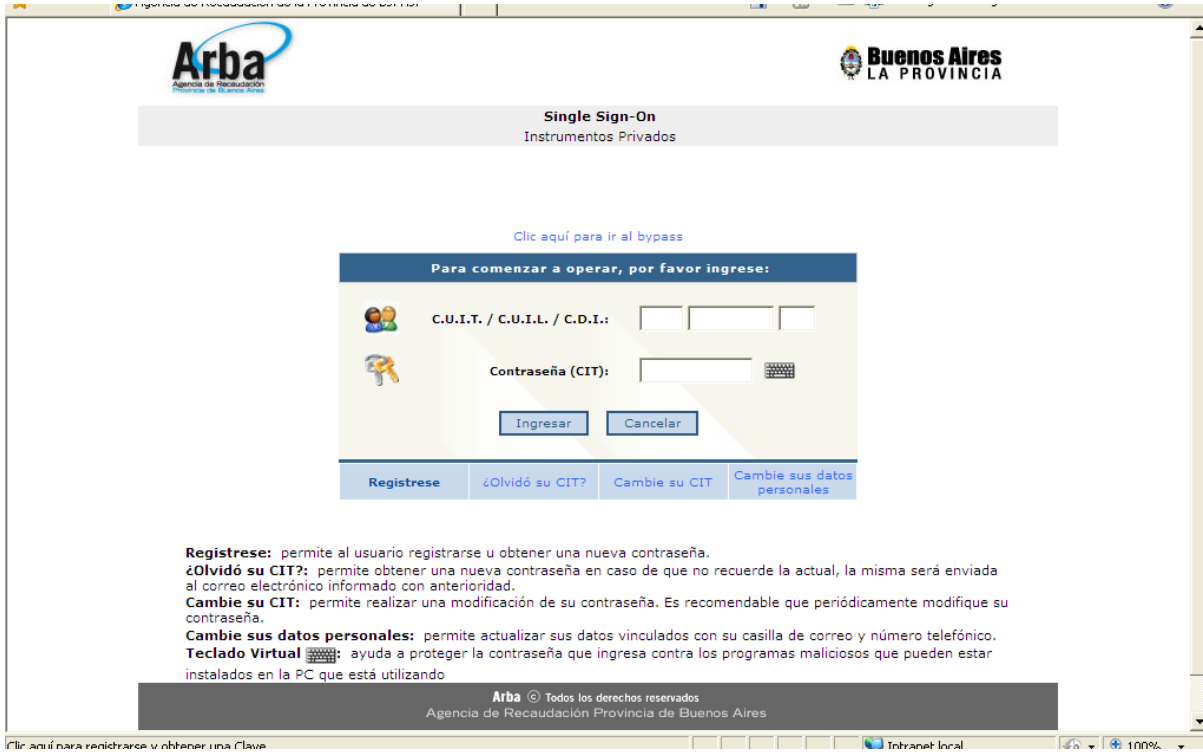 Arba
Agencia de Recaudación
Provincia de Buenos Aires
Buenos Aires
LA PROVINCIA
Single Sign-On
Instrumentos Privados
Clic aquí para ir al bypass
Para comenzar a operar, por favor ingrese:
C.U.I.T. / C.U.I.L. / C.D.I.:
Contraseña (CIT):
Ingresar Cancelar
Registrese ¿Olvidó su CIT? Cambie su CIT Cambie sus datos
personales
Registrese: permite al usuario registrarse u obtener una nueva contraseña.
¿Olvidó su CIT?: permite obtener una nueva contraseña en caso de que no recuerde la actual, la misma será enviada
al correo electrónico informado con anterioridad.
Cambie su CIT: permite realizar una modificación de su contraseña. Es recomendable que periódicamente modifique su
contraseña.
Cambie sus datos personales: permite actualizar sus datos vinculados con su casilla de correo y número telefónico.
Teclado Virtual : ayuda a proteger la contraseña que ingresa contra los programas maliciosos que pueden estar
instalados en la PC que está utilizando
Arba © Todos los derechos reservados
Agencia de Recaudación Provincia de Buenos Aires
Clic aquí para registrarse y obtener una Clave Intranet local 100%